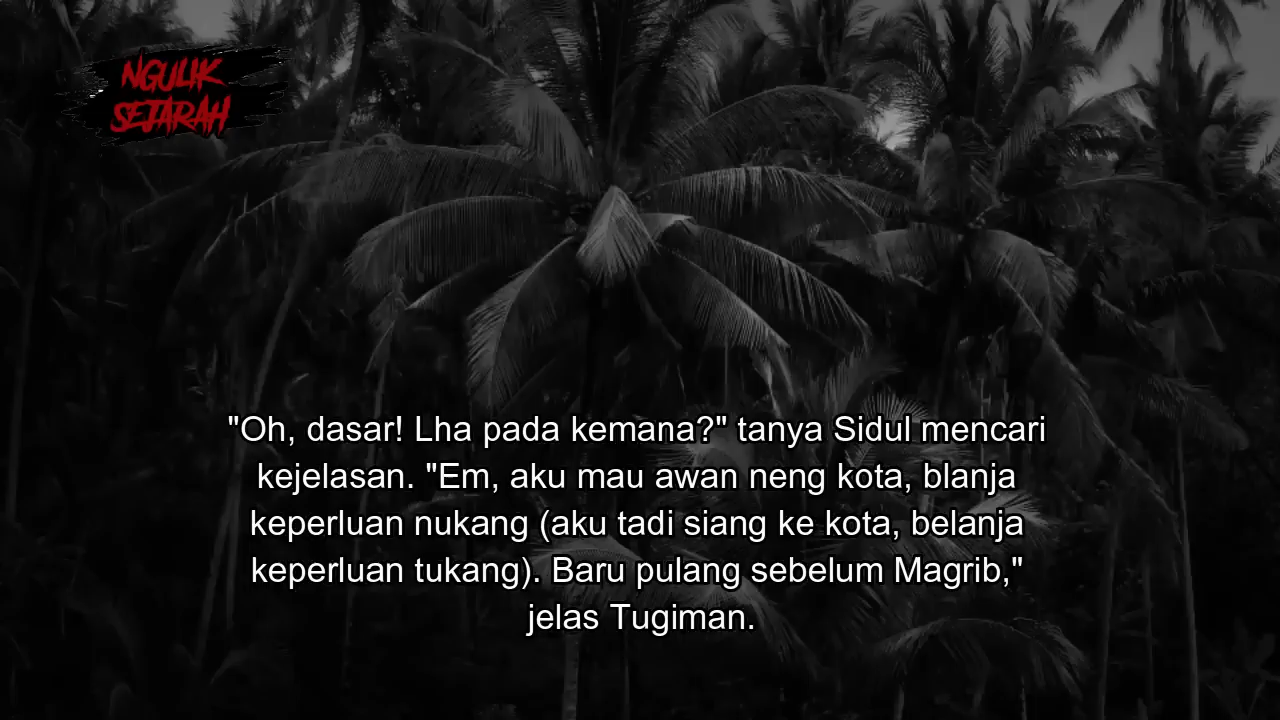 NGULIK
SEJARAH
"Oh, dasar! Lha pada kemana?" tanya Sidul mencari
kejelasan. "Em, aku mau awan neng kota, blanja
keperluan nukang (aku tadi siang ke kota, belanja
keperluan tukang). Baru pulang sebelum Magrib,"
jelas Tugiman.